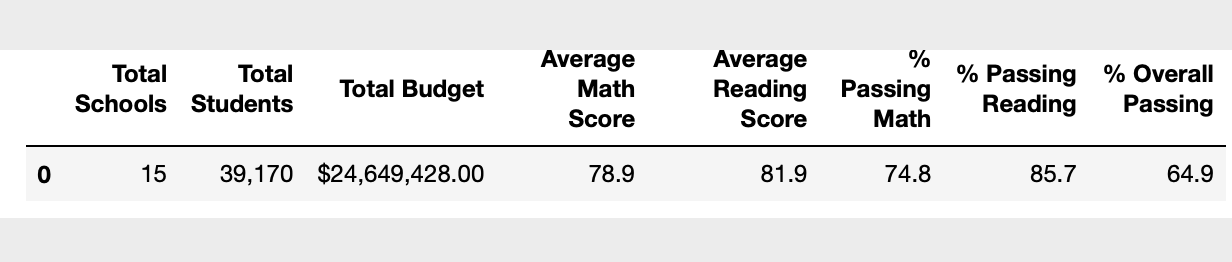 Total Schools Total Students Total Budget Average Math Score Average Reading Score % Passing Math % Passing Reading % Overall Passing
0 15 39,170 $24,649,428.00 78.9 81.9 74.8 85.7 64.9